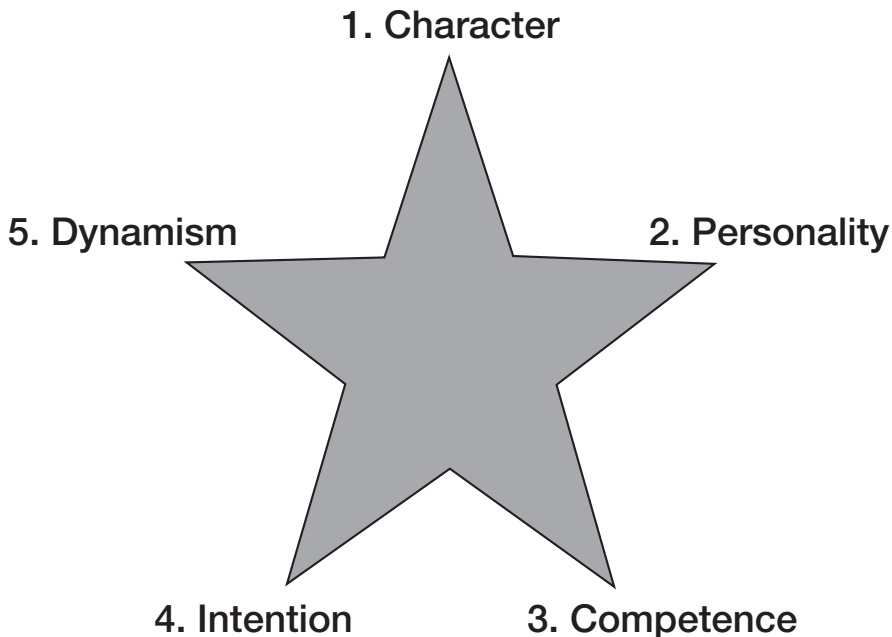 1. Character
5. Dynamism
2. Personality
4. Intention
3. Competence